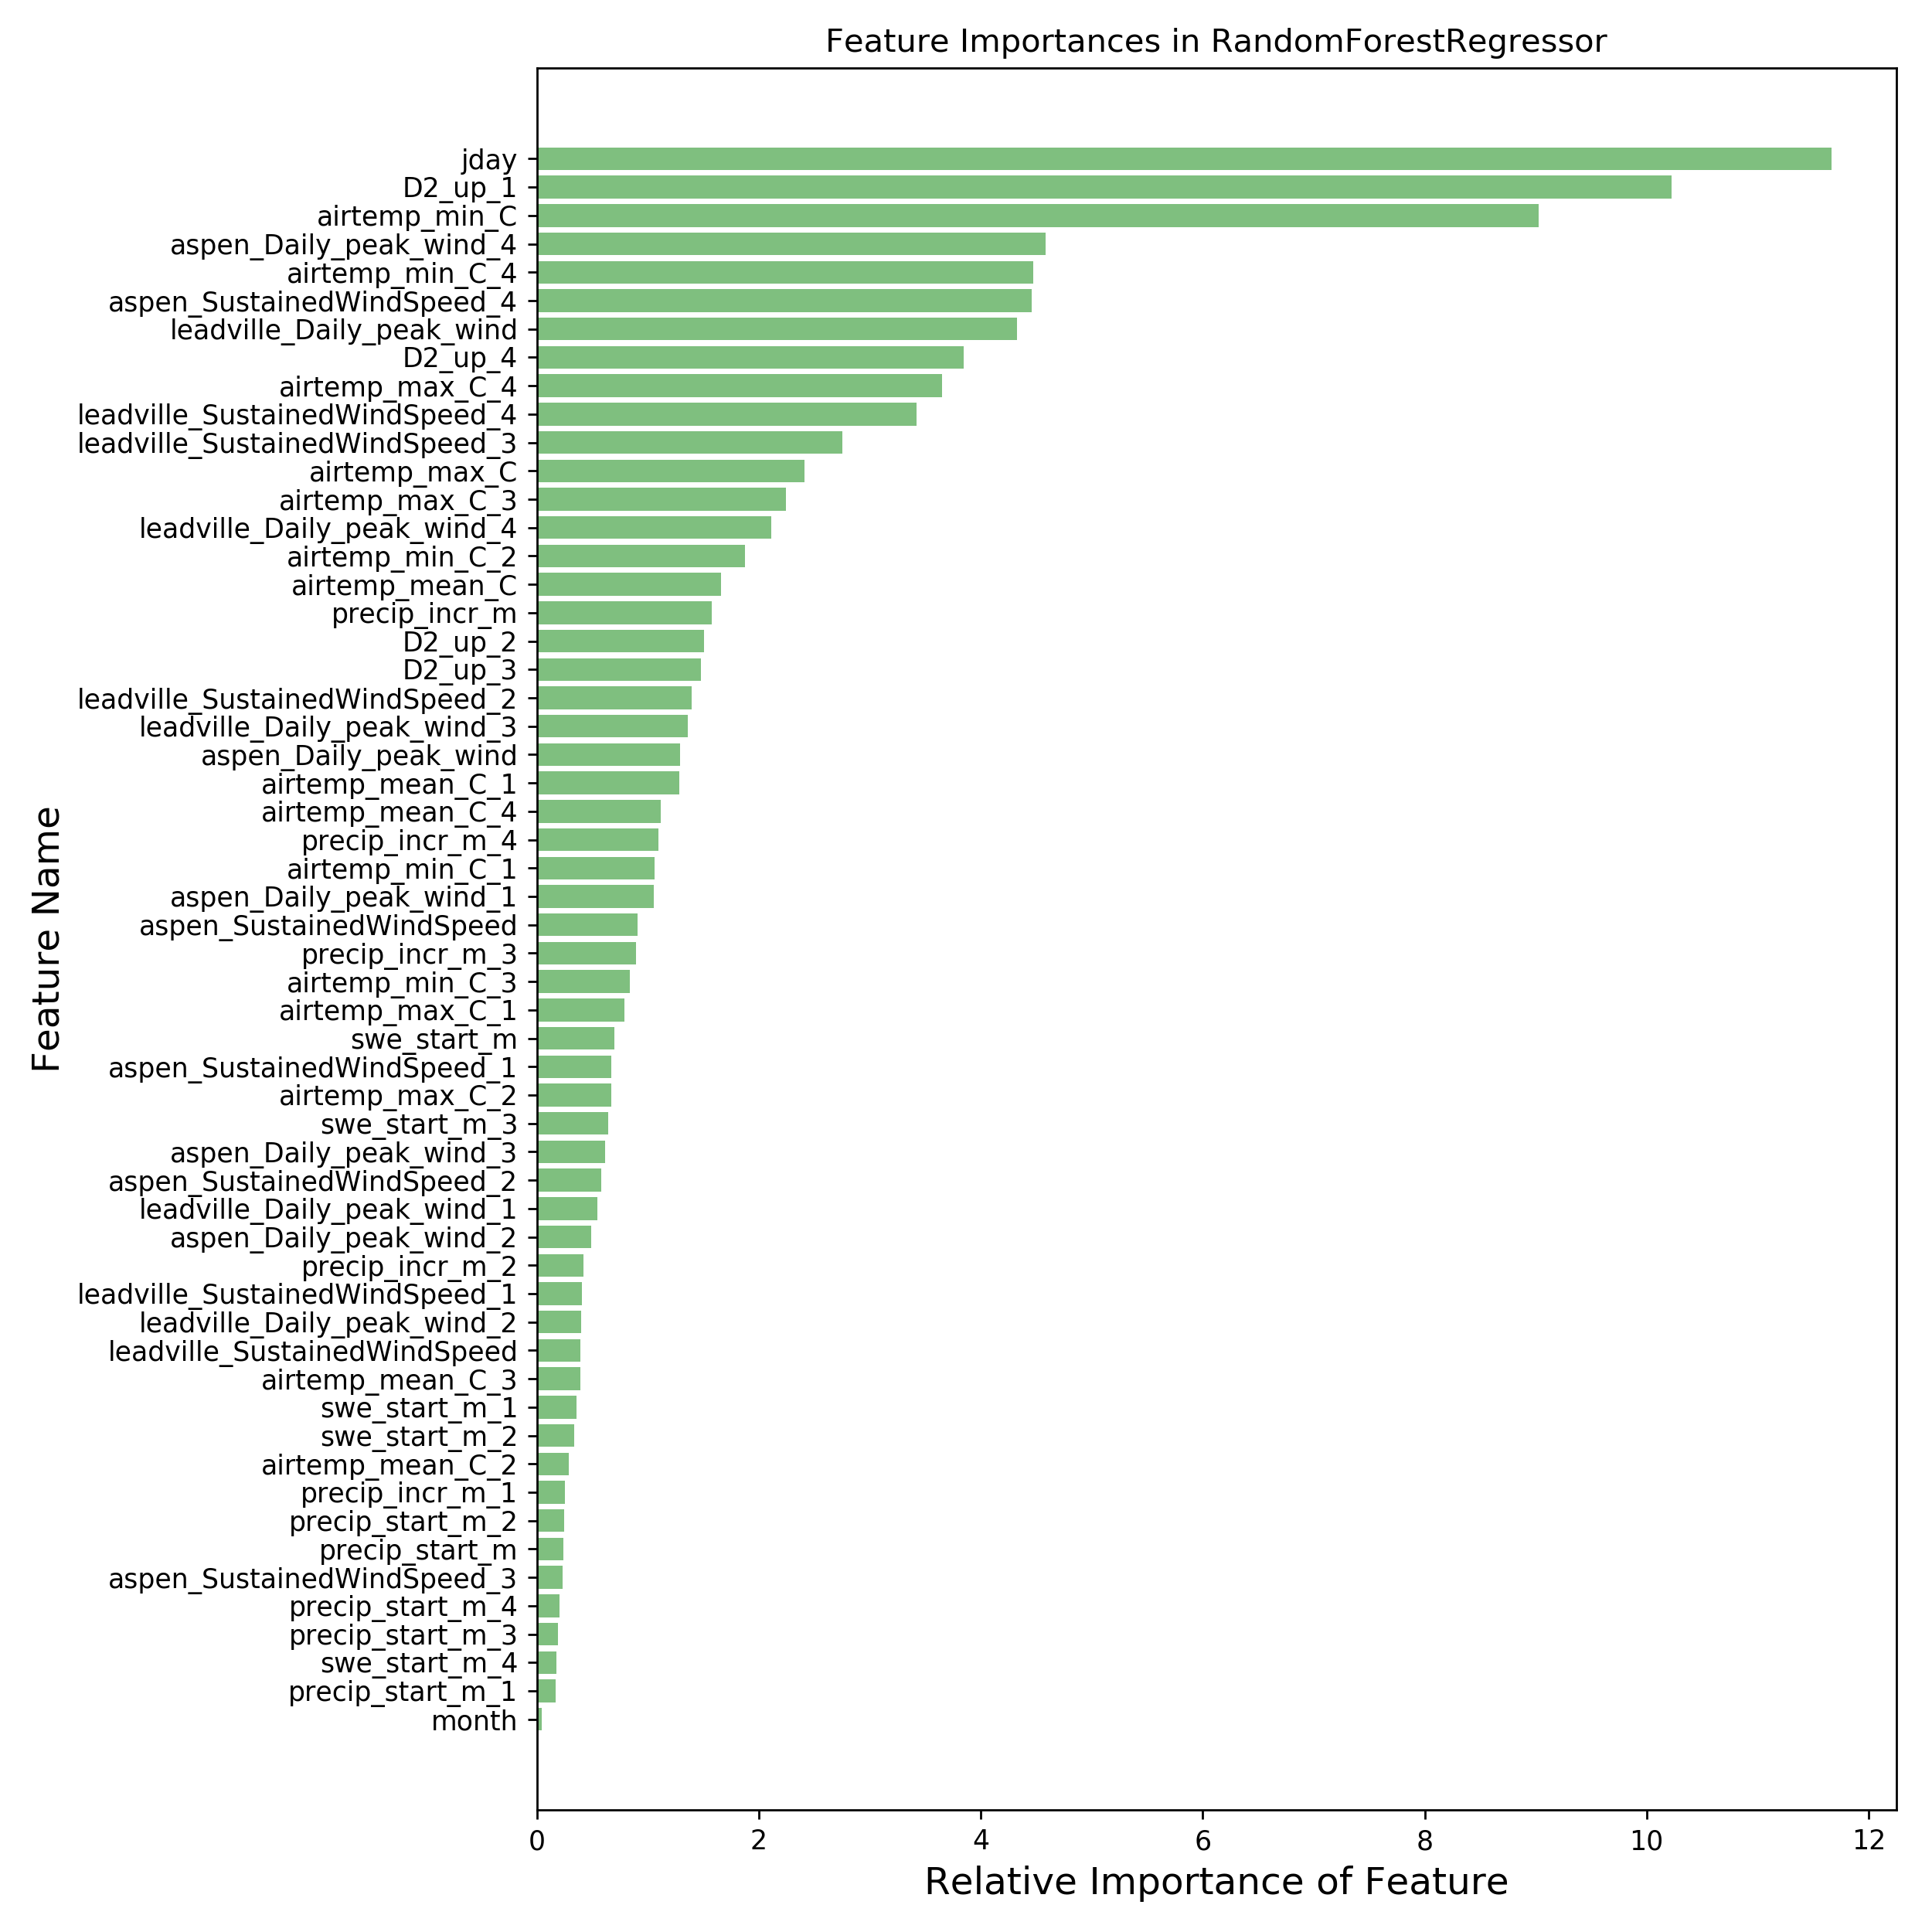 Feature Importances in RandomForestRegressor
Feature Name
jday
D2_up_1
airtemp_min_C
aspen_Daily_peak_wind_4
airtemp_min_C_4
aspen_SustainedWindSpeed_4
leadville_Daily_peak_wind
D2_up_4
airtemp_max_C_4
leadville_SustainedWindSpeed_4
leadville_SustainedWindSpeed_3
airtemp_max_C
airtemp_max_C_3
leadville_Daily_peak_wind_4
airtemp_min_C_2
airtemp_mean_C
precip_incr_m
D2_up_2
D2_up_3
leadville_SustainedWindSpeed_2
leadville_Daily_peak_wind_3
aspen_Daily_peak_wind
airtemp_mean_C_1
airtemp_mean_C_4
precip_incr_m_4
airtemp_min_C_1
aspen_Daily_peak_wind_1
aspen_SustainedWindSpeed
precip_incr_m_3
airtemp_min_C_3
airtemp_max_C_1
swe_start_m
aspen_SustainedWindSpeed_1
airtemp_max_C_2
swe_start_m_3
aspen_Daily_peak_wind_3
aspen_SustainedWindSpeed_2
leadville_Daily_peak_wind_1
aspen_Daily_peak_wind_2
precip_incr_m_2
leadville_SustainedWindSpeed_1
leadville_Daily_peak_wind_2
leadville_SustainedWindSpeed
airtemp_mean_C_3
swe_start_m_1
swe_start_m_2
airtemp_mean_C_2
precip_incr_m_1
precip_start_m_2
precip_start_m
aspen_SustainedWindSpeed_3
precip_start_m_4
precip_start_m_3
swe_start_m_4
precip_start_m_1
month
0 2 4 6 8 10 12
Relative Importance of Feature